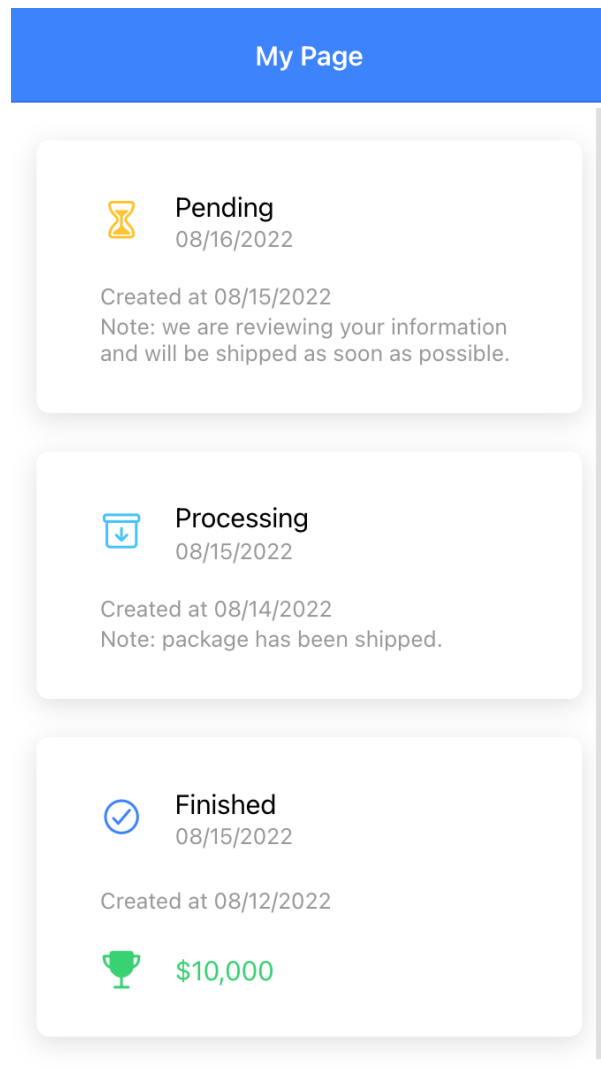 My Page
Pending
08/16/2022
Created at 08/15/2022
Note: we are reviewing your information
and will be shipped as soon as possible.
Processing
08/15/2022
Created at 08/14/2022
Note: package has been shipped.
Finished
08/15/2022
Created at 08/12/2022
$10,000